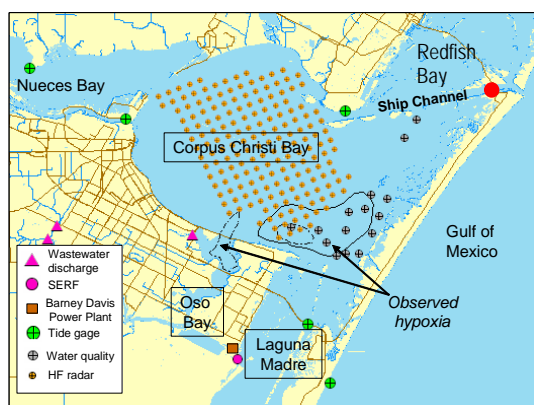 Redfish
Bay
Nueces Bay
Ship Channel
Corpus Christi Bay
Gulf of
Mexico
Wastewater
discharge
SERF
Barney Davis
Power Plant
Tide gage
Water quality
HF radar
Oso
Bay
Observed
hypoxia
Laguna
Madre